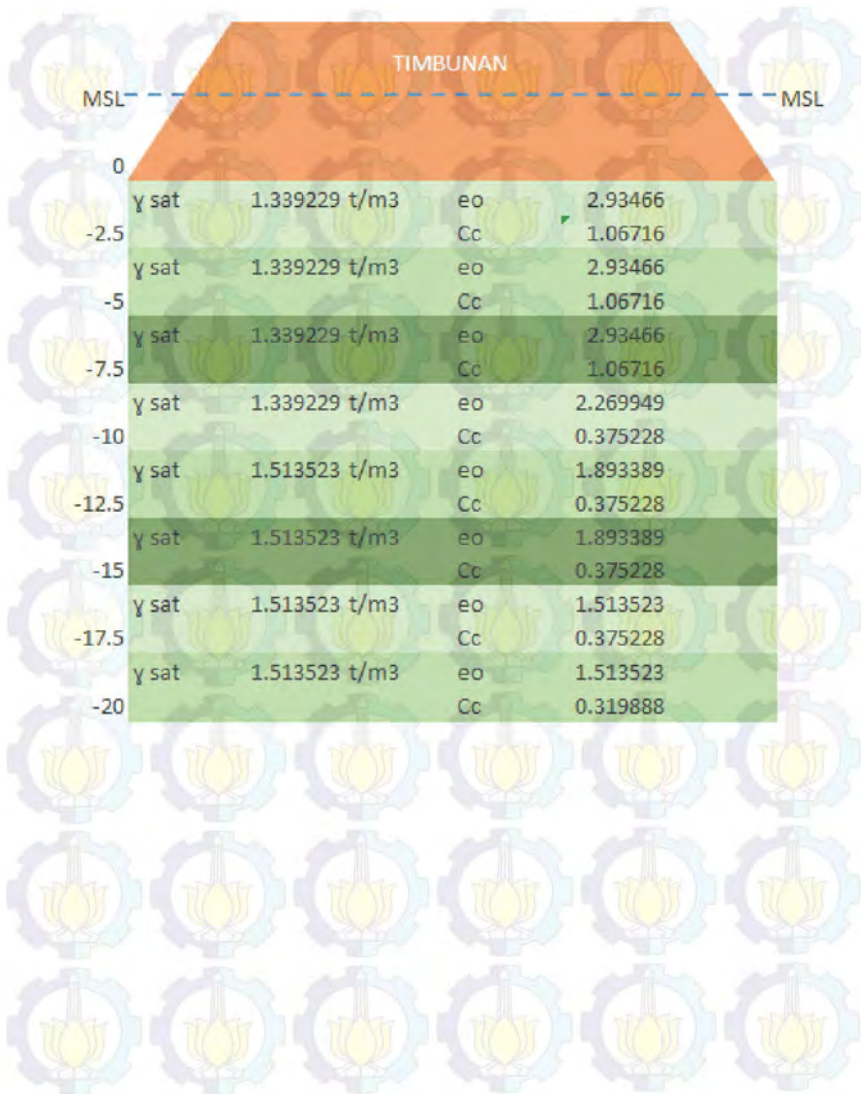 TIMBUNAN
MSL MSL
0
ɣ sat 1.339229 t/m3 eo 2.93466
-2.5 Cc 1.06716
ɣ sat 1.339229 t/m3 eo 2.93466
-5 Cc 1.06716
ɣ sat 1.339229 t/m3 eo 2.93466
-7.5 Cc 1.06716
ɣ sat 1.339229 t/m3 eo 2.269949
-10 Cc 0.375228
ɣ sat 1.513523 t/m3 eo 1.893389
-12.5 Cc 0.375228
ɣ sat 1.513523 t/m3 eo 1.893389
-15 Cc 0.375228
ɣ sat 1.513523 t/m3 eo 1.513523
-17.5 Cc 0.375228
ɣ sat 1.513523 t/m3 eo 1.513523
-20 Cc 0.319888